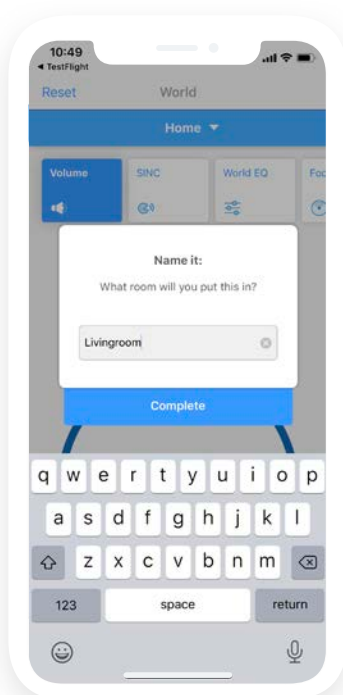 10:49
◀ TestFlight
Reset World
Home ▼
Volume SINC World EQ Foc
Name it:
What room will you put this in?
Livingroom
Complete
q w e r t y u i o p
a s d f g h j k l
z x c v b n m
123 space return